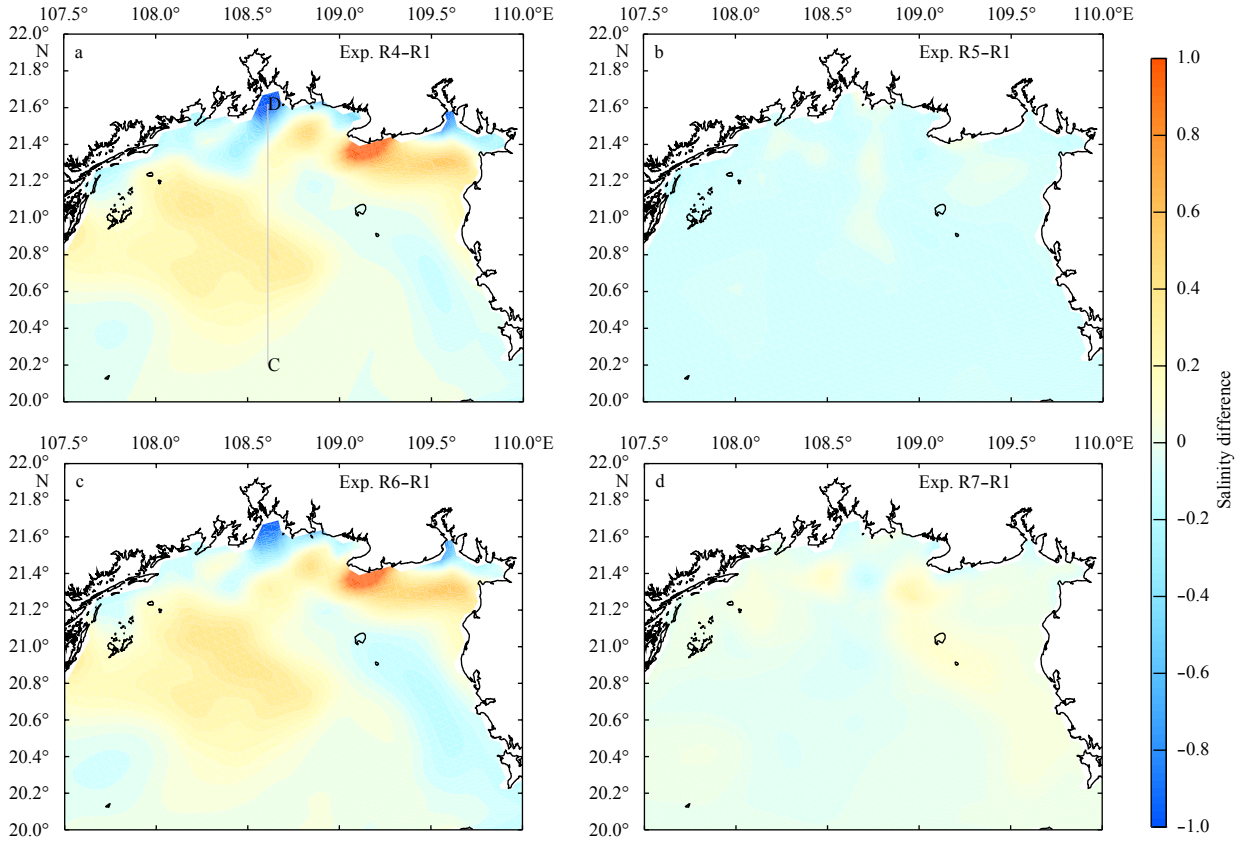 107.5° 108.0° 108.5° 109.0° 109.5° 110.0°E
107.5° 108.0° 108.5° 109.0° 109.5° 110.0°E
22.0°
N
21.8°
21.6°
21.4°
21.2°
21.0°
20.8°
20.6°
20.4°
20.2°
20.0°
a
Exp. R4−R1
D
C
22.0°
N
21.8°
21.6°
21.4°
21.2°
21.0°
20.8°
20.6°
20.4°
20.2°
20.0°
b
Exp. R5−R1
107.5° 108.0° 108.5° 109.0° 109.5° 110.0°E
107.5° 108.0° 108.5° 109.0° 109.5° 110.0°E
22.0°
N
21.8°
21.6°
21.4°
21.2°
21.0°
20.8°
20.6°
20.4°
20.2°
20.0°
c
Exp. R6−R1
22.0°
N
21.8°
21.6°
21.4°
21.2°
21.0°
20.8°
20.6°
20.4°
20.2°
20.0°
d
Exp. R7−R1
1.0
0.8
0.6
0.4
0.2
0
−0.2
−0.4
−0.6
−0.8
−1.0
Salinity difference